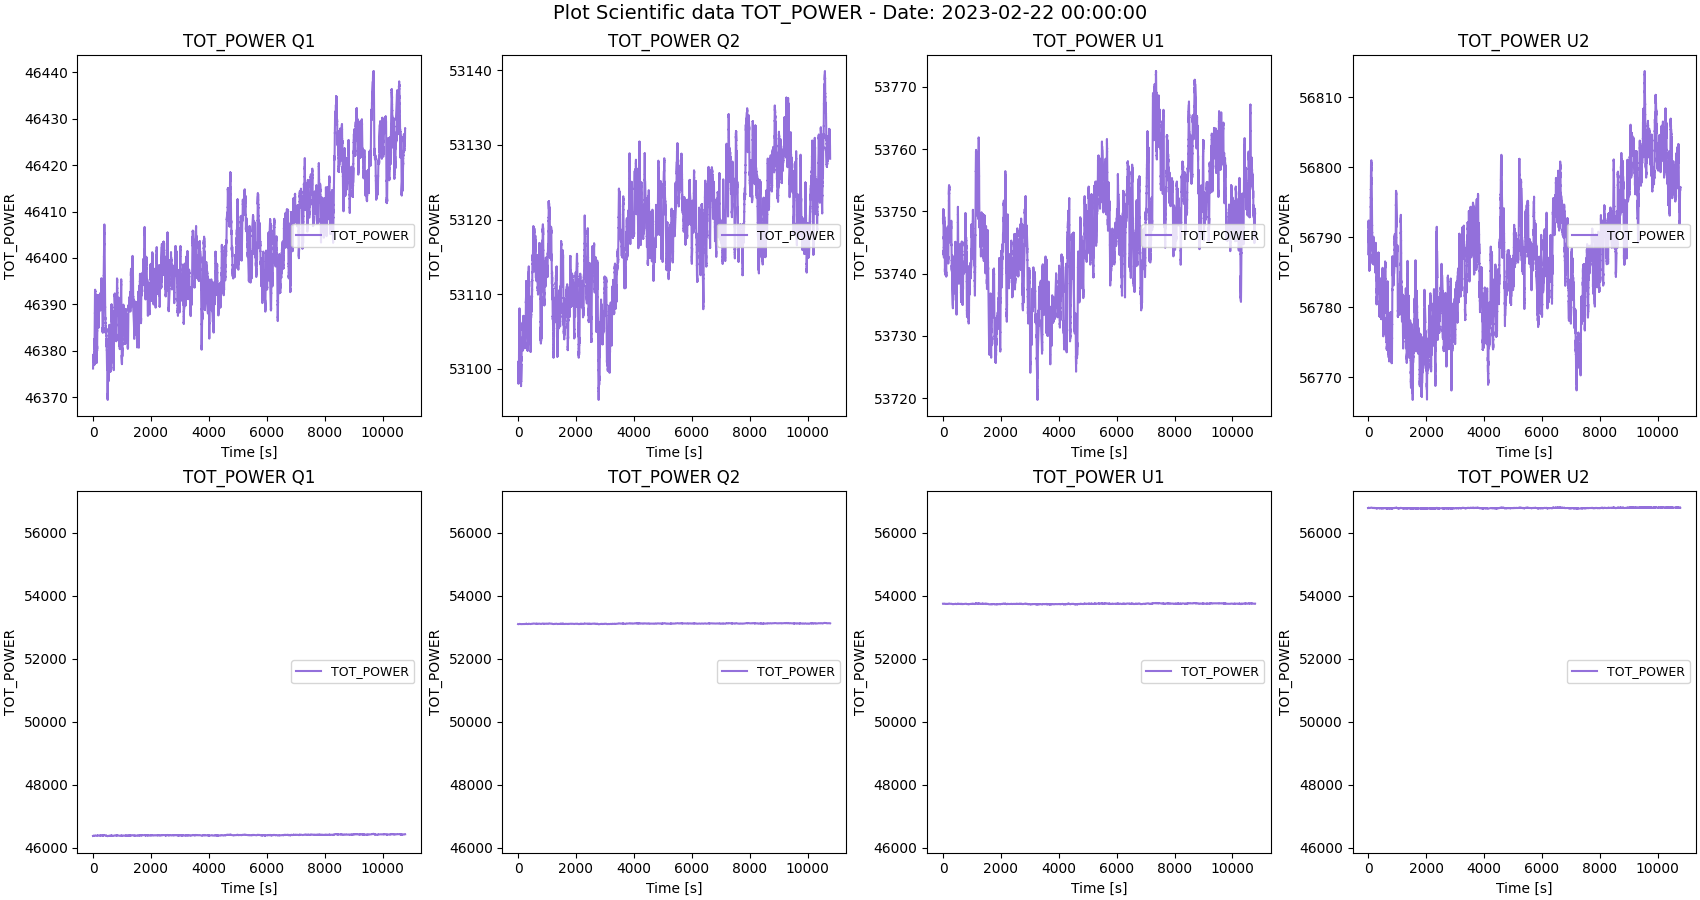 Plot Scientific data TOT_POWER - Date: 2023-02-22 00:00:00
TOT_POWER Q1
46440
46430
46420
46410
46400
46390
46380
46370
TOT_POWER
TOT_POWER
0 2000 4000 6000 8000 10000
Time [s]
TOT_POWER Q2
53140
53130
53120
53110
53100
TOT_POWER
TOT_POWER
0 2000 4000 6000 8000 10000
Time [s]
TOT_POWER U1
53770
53760
53750
53740
53730
53720
TOT_POWER
TOT_POWER
0 2000 4000 6000 8000 10000
Time [s]
TOT_POWER U2
56810
56800
56790
56780
56770
TOT_POWER
TOT_POWER
0 2000 4000 6000 8000 10000
Time [s]
TOT_POWER Q1
56000
54000
52000
50000
48000
46000
TOT_POWER
TOT_POWER
0 2000 4000 6000 8000 10000
Time [s]
TOT_POWER Q2
56000
54000
52000
50000
48000
46000
TOT_POWER
TOT_POWER
0 2000 4000 6000 8000 10000
Time [s]
TOT_POWER U1
56000
54000
52000
50000
48000
46000
TOT_POWER
TOT_POWER
0 2000 4000 6000 8000 10000
Time [s]
TOT_POWER U2
56000
54000
52000
50000
48000
46000
TOT_POWER
TOT_POWER
0 2000 4000 6000 8000 10000
Time [s]